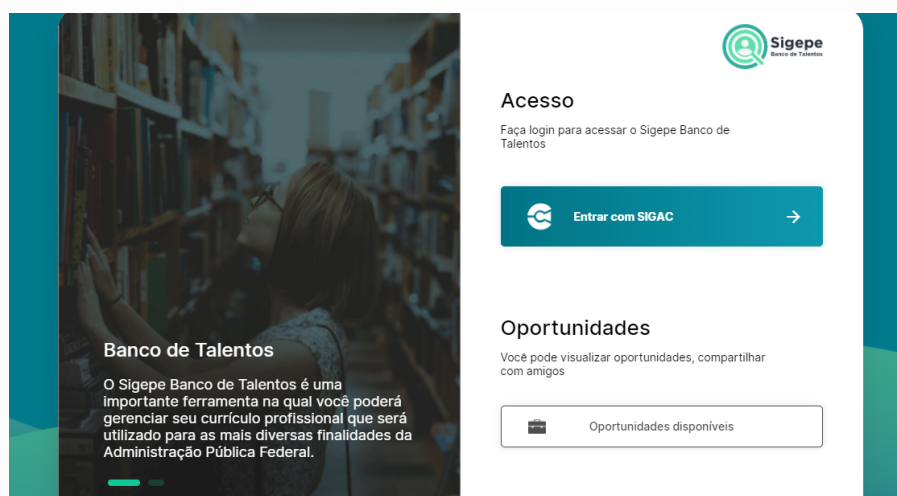 Sigepe
Banco de Talentos
Acesso
Faça login para acessar o Sigepe Banco de
Talentos
Entrar com SIGAC
Oportunidades
Você pode visualizar oportunidades, compartilhar
com amigos
Oportunidades disponíveis
Banco de Talentos
O Sigepe Banco de Talentos é uma
importante ferramenta na qual você poderá
gerenciar seu currículo profissional que será
utilizado para as mais diversas finalidades da
Administração Pública Federal.